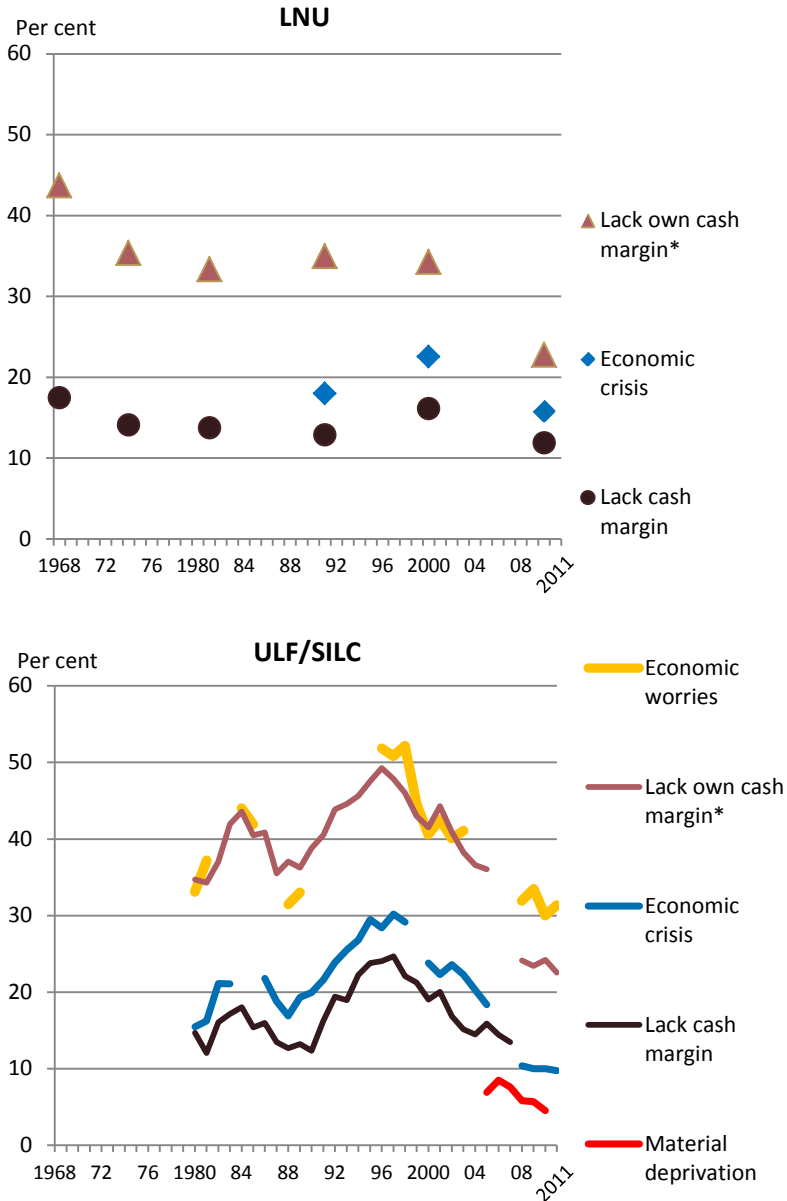 LNU
Per cent
60
50
40
30
20
10
0
1968 72 76 1980 84 88 92 96 2000 04 08 2011
Lack own cash
margin*
Economic
crisis
Lack cash
margin
ULF/SILC
Per cent
60
50
40
30
20
10
0
1968 72 76 1980 84 88 92 96 2000 04 08 2011
Economic
worries
Lack own cash
margin*
Economic
crisis
Lack cash
margin
Material
deprivation